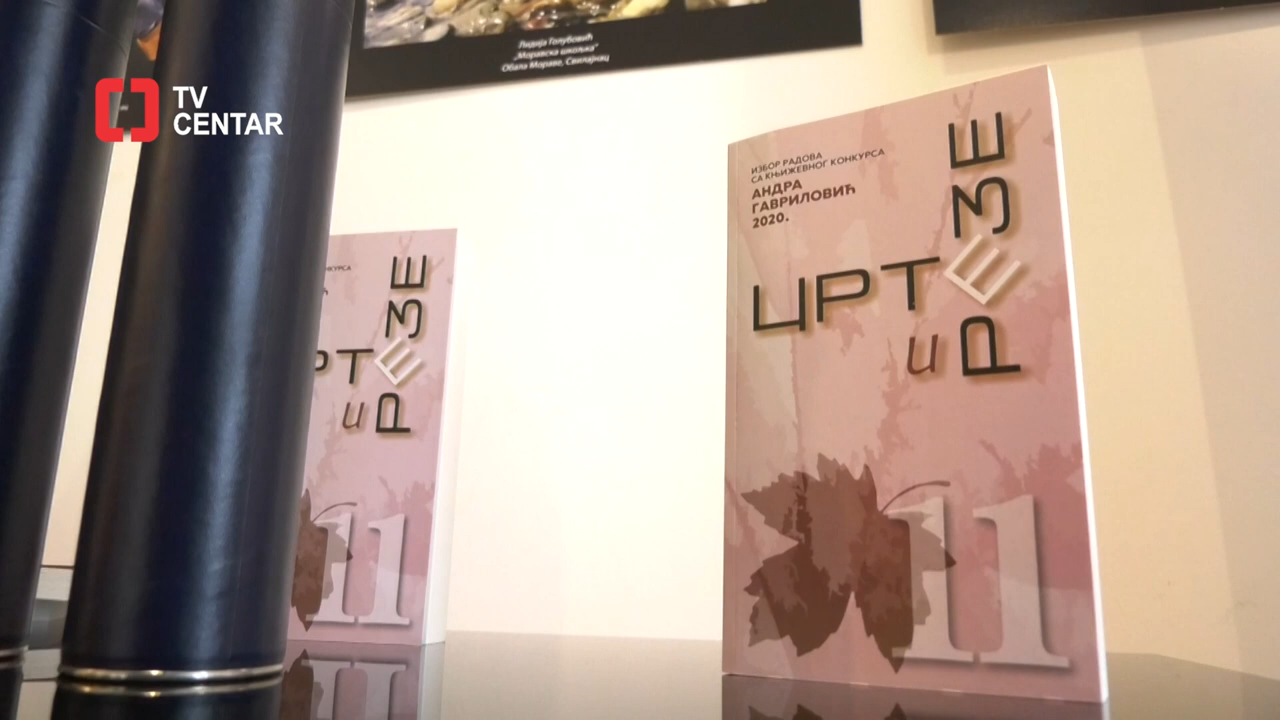 Лидија Голубовић
„Моравска шкољка“
Обала Мораве, Свилајнац
TV
CENTAR
ИЗБОР РАДОВА
СА КЊИЖЕВНОГ КОНКУРСА
АНДРА
ГАВРИЛОВИЋ
2020.
ЦРТЕ
и
РЕЗЕ
11
РТЕ
и
РЕЗЕ
11